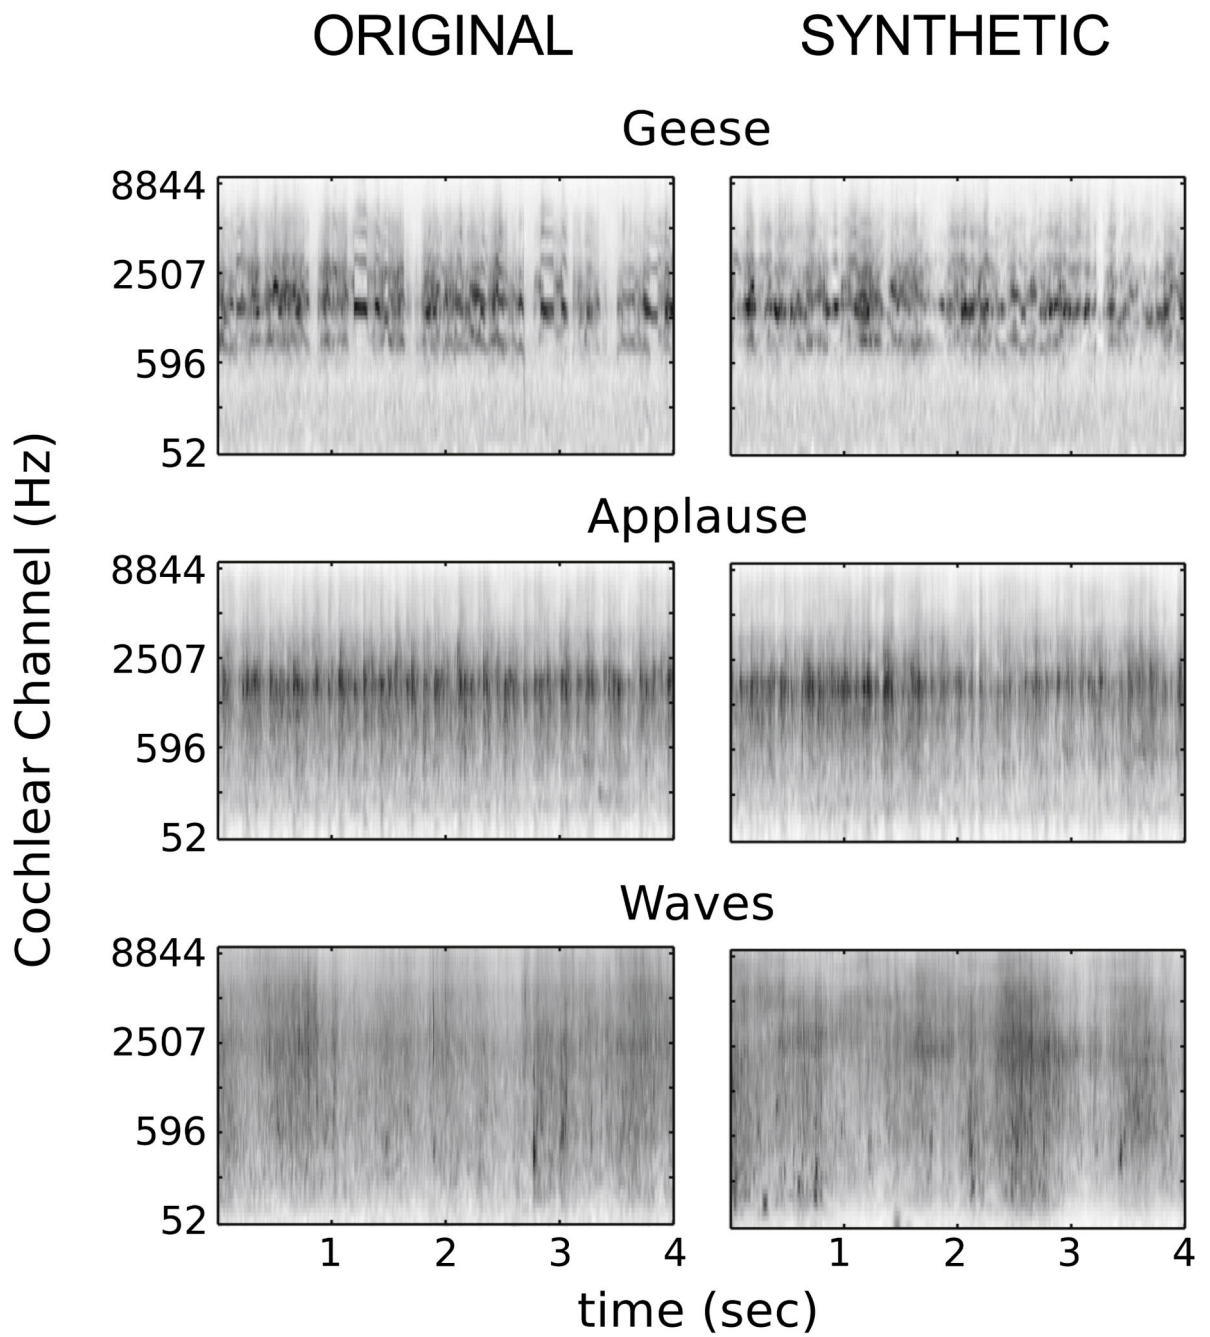 ORIGINAL SYNTHETIC
Geese
8844
2507
596
52
Applause
8844
2507
596
52
Waves
8844
2507
596
52
1 2 3 4 1 2 3 4
time (sec)
Cochlear Channel (Hz)